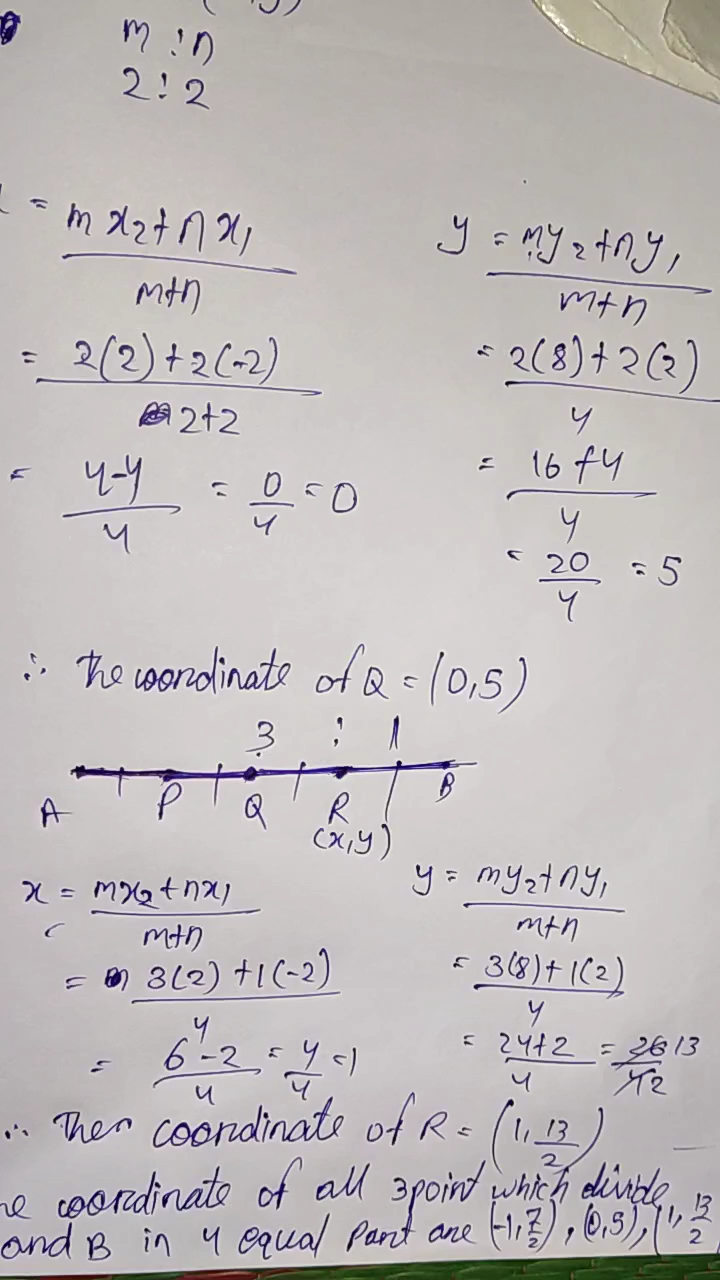 m : n
2 : 2
= mx₂+nx₁ / m+n
y = my₂+ny₁ / m+n
= 2(2)+2(-2) / 2+2
= 2(8)+2(2) / 4
= 4-4 / 4 = 0/4 = 0
= 16+4 / 4
= 20/4 = 5
∴ the coordinate of Q = (0,5)
3 : 1
A P Q R B
(x,y)
x = mx₂+nx₁ / m+n
y = my₂+ny₁ / m+n
= 3(2)+1(-2) / 4
= 3(8)+1(2) / 4
= 6-2 / 4 = 4/4 = 1
= 24+2 / 4 = 26 13 / 4 2
∴ Then coordinate of R = (1, 13/2)
coordinate of all 3point which divide
and B in 4 equal Part are (-1, 7/2), (0,5), (1, 13/2